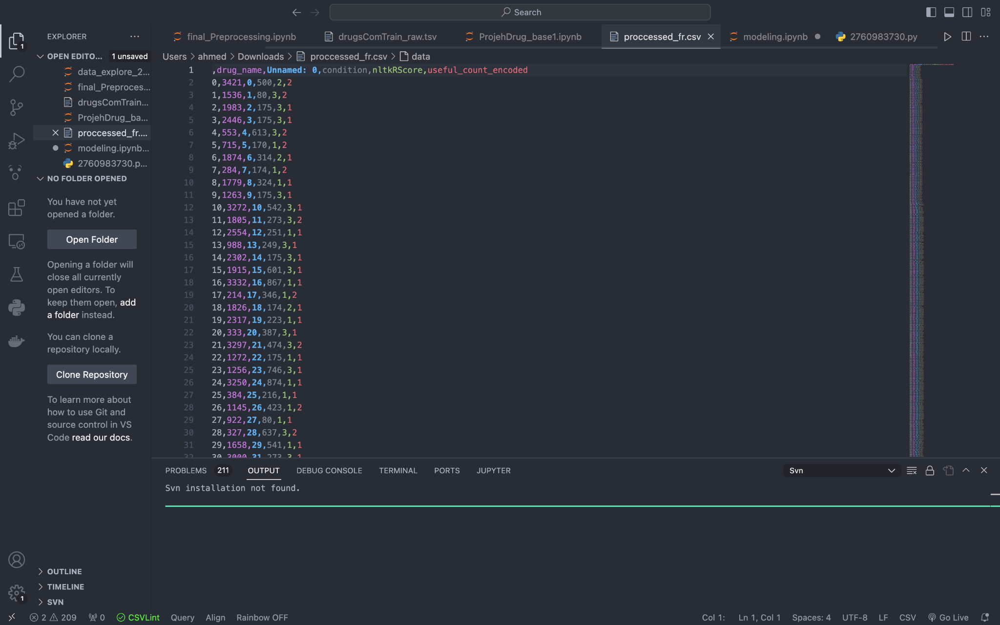 Search
EXPLORER
final_Preprocessing.ipynb
drugsComTrain_raw.tsv
ProjehDrug_base1.ipynb
proccessed_fr.csv
modeling.ipynb
2760983730.py
1
OPEN EDITO...
1 unsaved
data_explore_2...
final_Preproces...
drugsComTrain...
ProjehDrug_ba...
proccessed_fr....
modeling.ipynb...
2760983730.p...
NO FOLDER OPENED
You have not yet
opened a folder.
Open Folder
Opening a folder will
close all currently
open editors. To
keep them open, add
a folder instead.
You can clone a
repository locally.
Clone Repository
To learn more about
how to use Git and
source control in VS
Code read our docs.
OUTLINE
TIMELINE
SVN
1
Users > ahmed > Downloads > proccessed_fr.csv > data
1 ,drug_name,Unnamed: 0,condition,nltkRScore,useful_count_encoded
2 0,3421,0,500,2,2
3 1,1536,1,80,3,2
4 2,1983,2,175,3,1
5 3,2446,3,175,3,1
6 4,553,4,613,3,2
7 5,715,5,170,1,2
8 6,1874,6,314,2,1
9 7,284,7,174,1,2
10 8,1779,8,324,1,1
11 9,1263,9,175,3,1
12 10,3272,10,542,3,1
13 11,1805,11,273,3,2
14 12,2554,12,251,1,1
15 13,988,13,249,3,1
16 14,2302,14,175,3,1
17 15,1915,15,601,3,1
18 16,3332,16,867,1,1
19 17,214,17,346,1,2
20 18,1826,18,174,2,1
21 19,2317,19,223,1,1
22 20,333,20,387,3,1
23 21,3297,21,474,3,2
24 22,1272,22,175,1,1
25 23,1256,23,746,3,1
26 24,3250,24,874,1,1
27 25,384,25,216,1,1
28 26,1145,26,423,1,2
29 27,922,27,80,1,1
30 28,327,28,637,3,2
31 29,1658,29,541,1,1
32 30,3000,31,273,3,1
PROBLEMS 211 OUTPUT DEBUG CONSOLE TERMINAL PORTS JUPYTER Svn
Svn installation not found.
2 209 0 CSVLint Query Align Rainbow OFF Col 1: Ln 1, Col 1 Spaces: 4 UTF-8 LF CSV Go Live